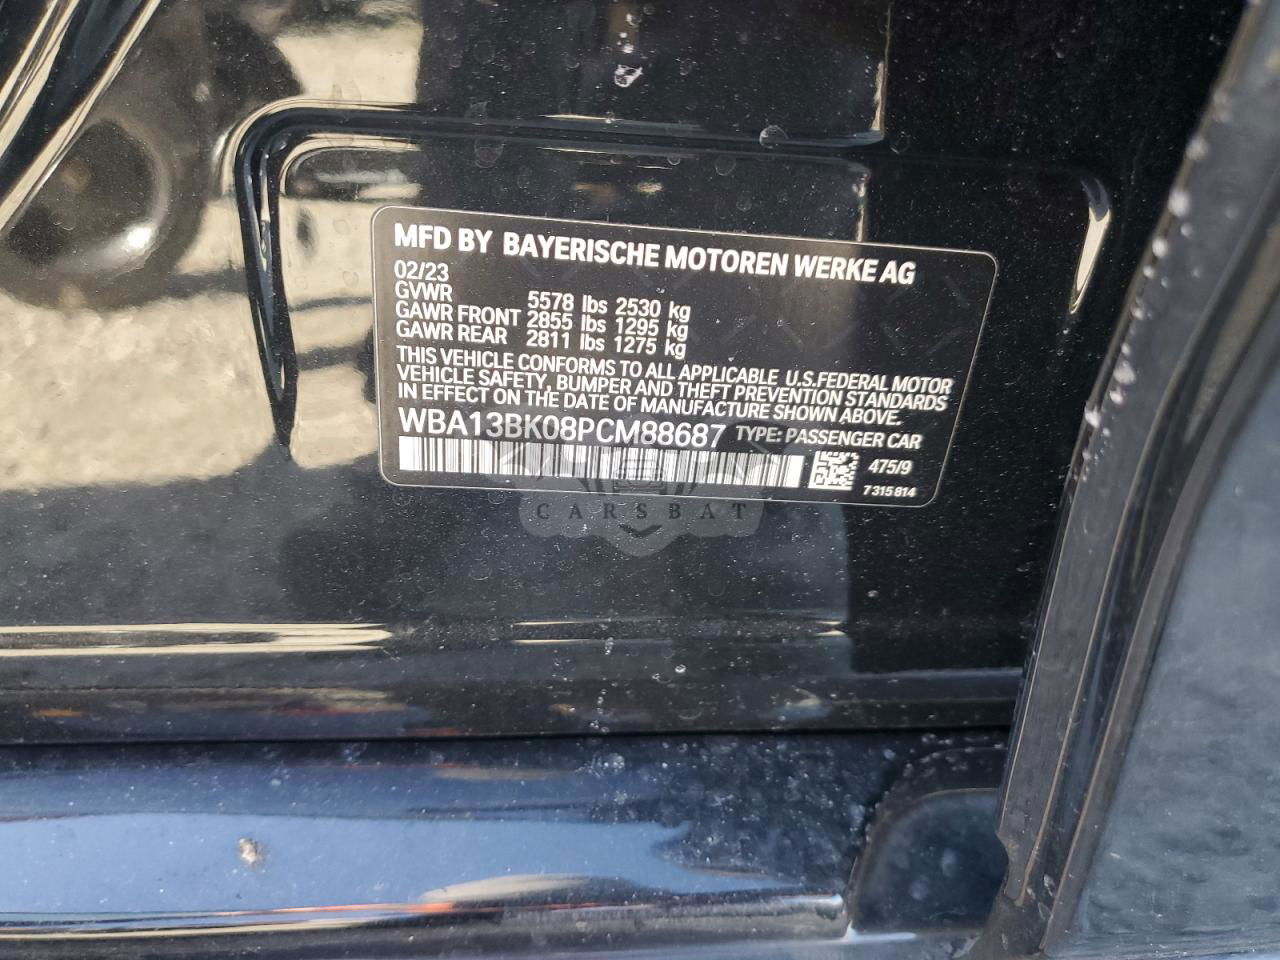 MFD BY BAYERISCHE MOTOREN WERKE AG
02/23
GVWR 5578 lbs 2530 kg
GAWR FRONT 2855 lbs 1295 kg
GAWR REAR 2811 lbs 1275 kg
THIS VEHICLE CONFORMS TO ALL APPLICABLE U.S.FEDERAL MOTOR
VEHICLE SAFETY, BUMPER AND THEFT PREVENTION STANDARDS
IN EFFECT ON THE DATE OF MANUFACTURE SHOWN ABOVE.
WBA13BK08PCM88687 TYPE: PASSENGER CAR
475/9
7315814
CARSBAT